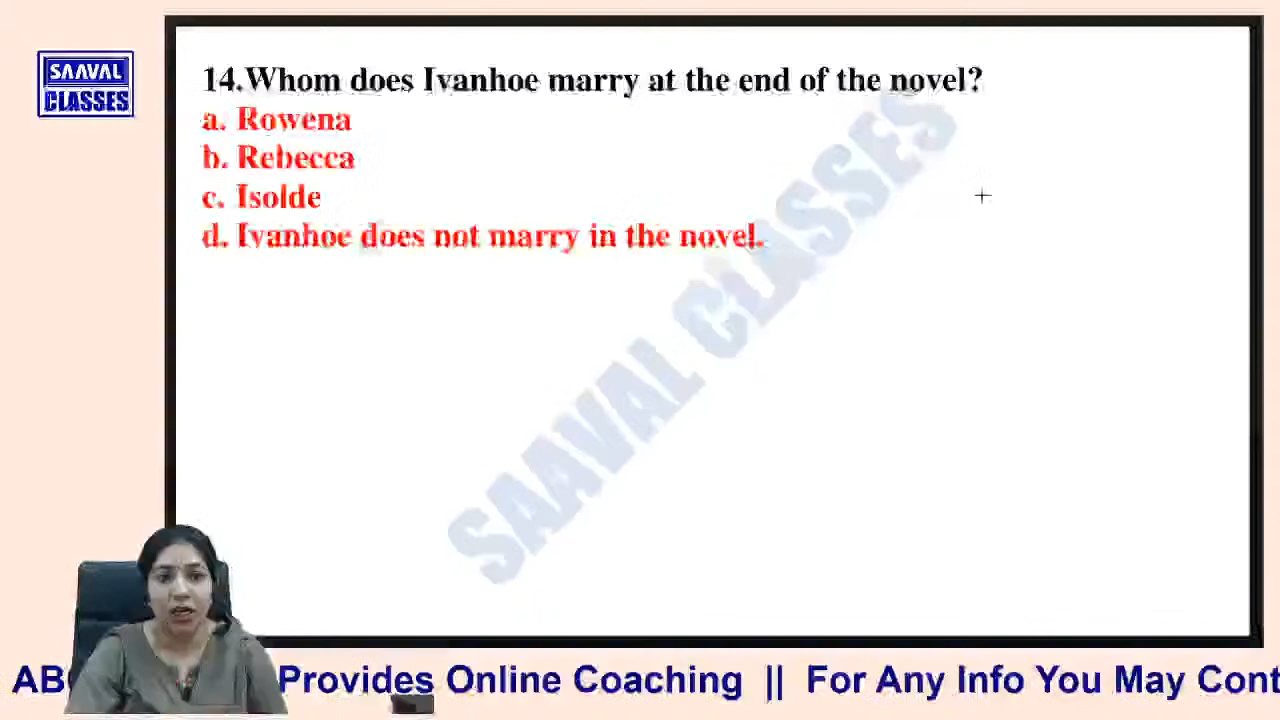 SAAVAL
CLASSES
14.Whom does Ivanhoe marry at the end of the novel?
a. Rowena
b. Rebecca
c. Isolde
d. Ivanhoe does not marry in the novel.
SAAVAL CLASSES
Provides Online Coaching || For Any Info You May Cont